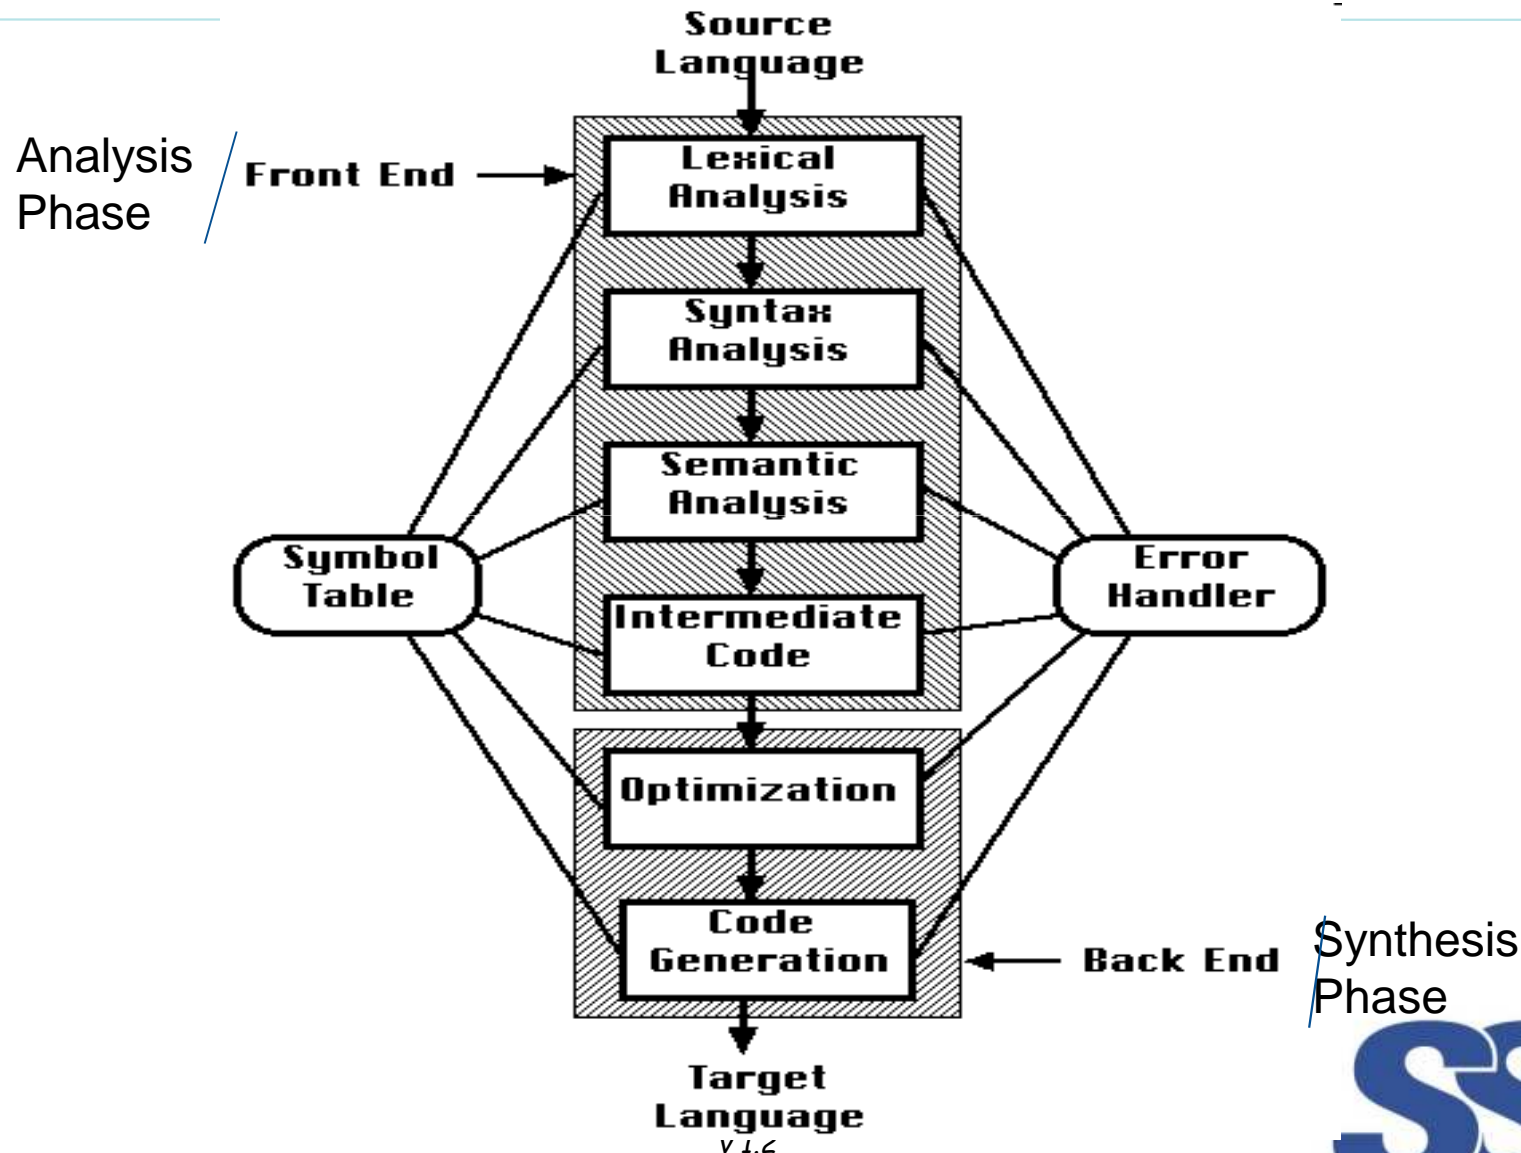 Source
Language
Analysis
Phase
Front End
Lexical
Analysis
Syntax
Analysis
Semantic
Analysis
Symbol
Table
Error
Handler
Intermediate
Code
Optimization
Code
Generation
Back End
Synthesis
Phase
Target
Language